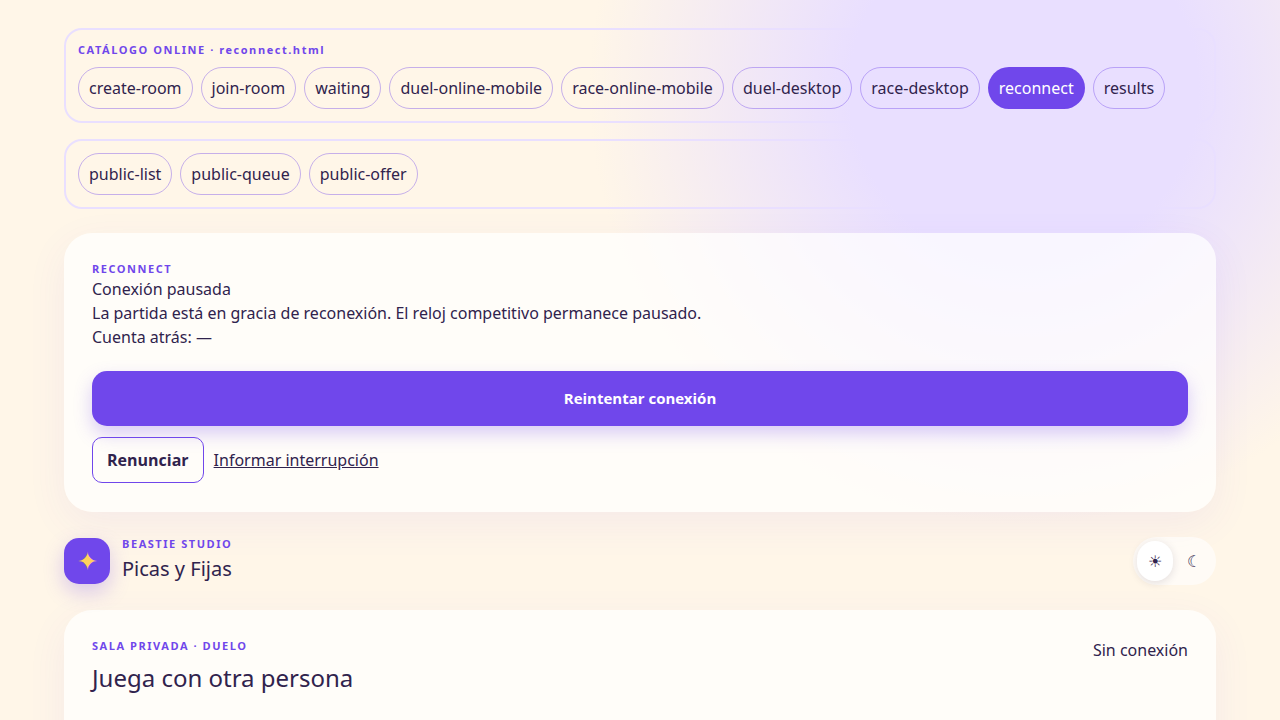 CATÁLOGO ONLINE · reconnect.html
create-room join-room waiting duel-online-mobile race-online-mobile duel-desktop race-desktop reconnect results
public-list public-queue public-offer
RECONNECT
Conexión pausada
La partida está en gracia de reconexión. El reloj competitivo permanece pausado.
Cuenta atrás: —
Reintentar conexión
Renunciar Informar interrupción
BEASTIE STUDIO
Picas y Fijas
SALA PRIVADA · DUELO
Sin conexión
Juega con otra persona